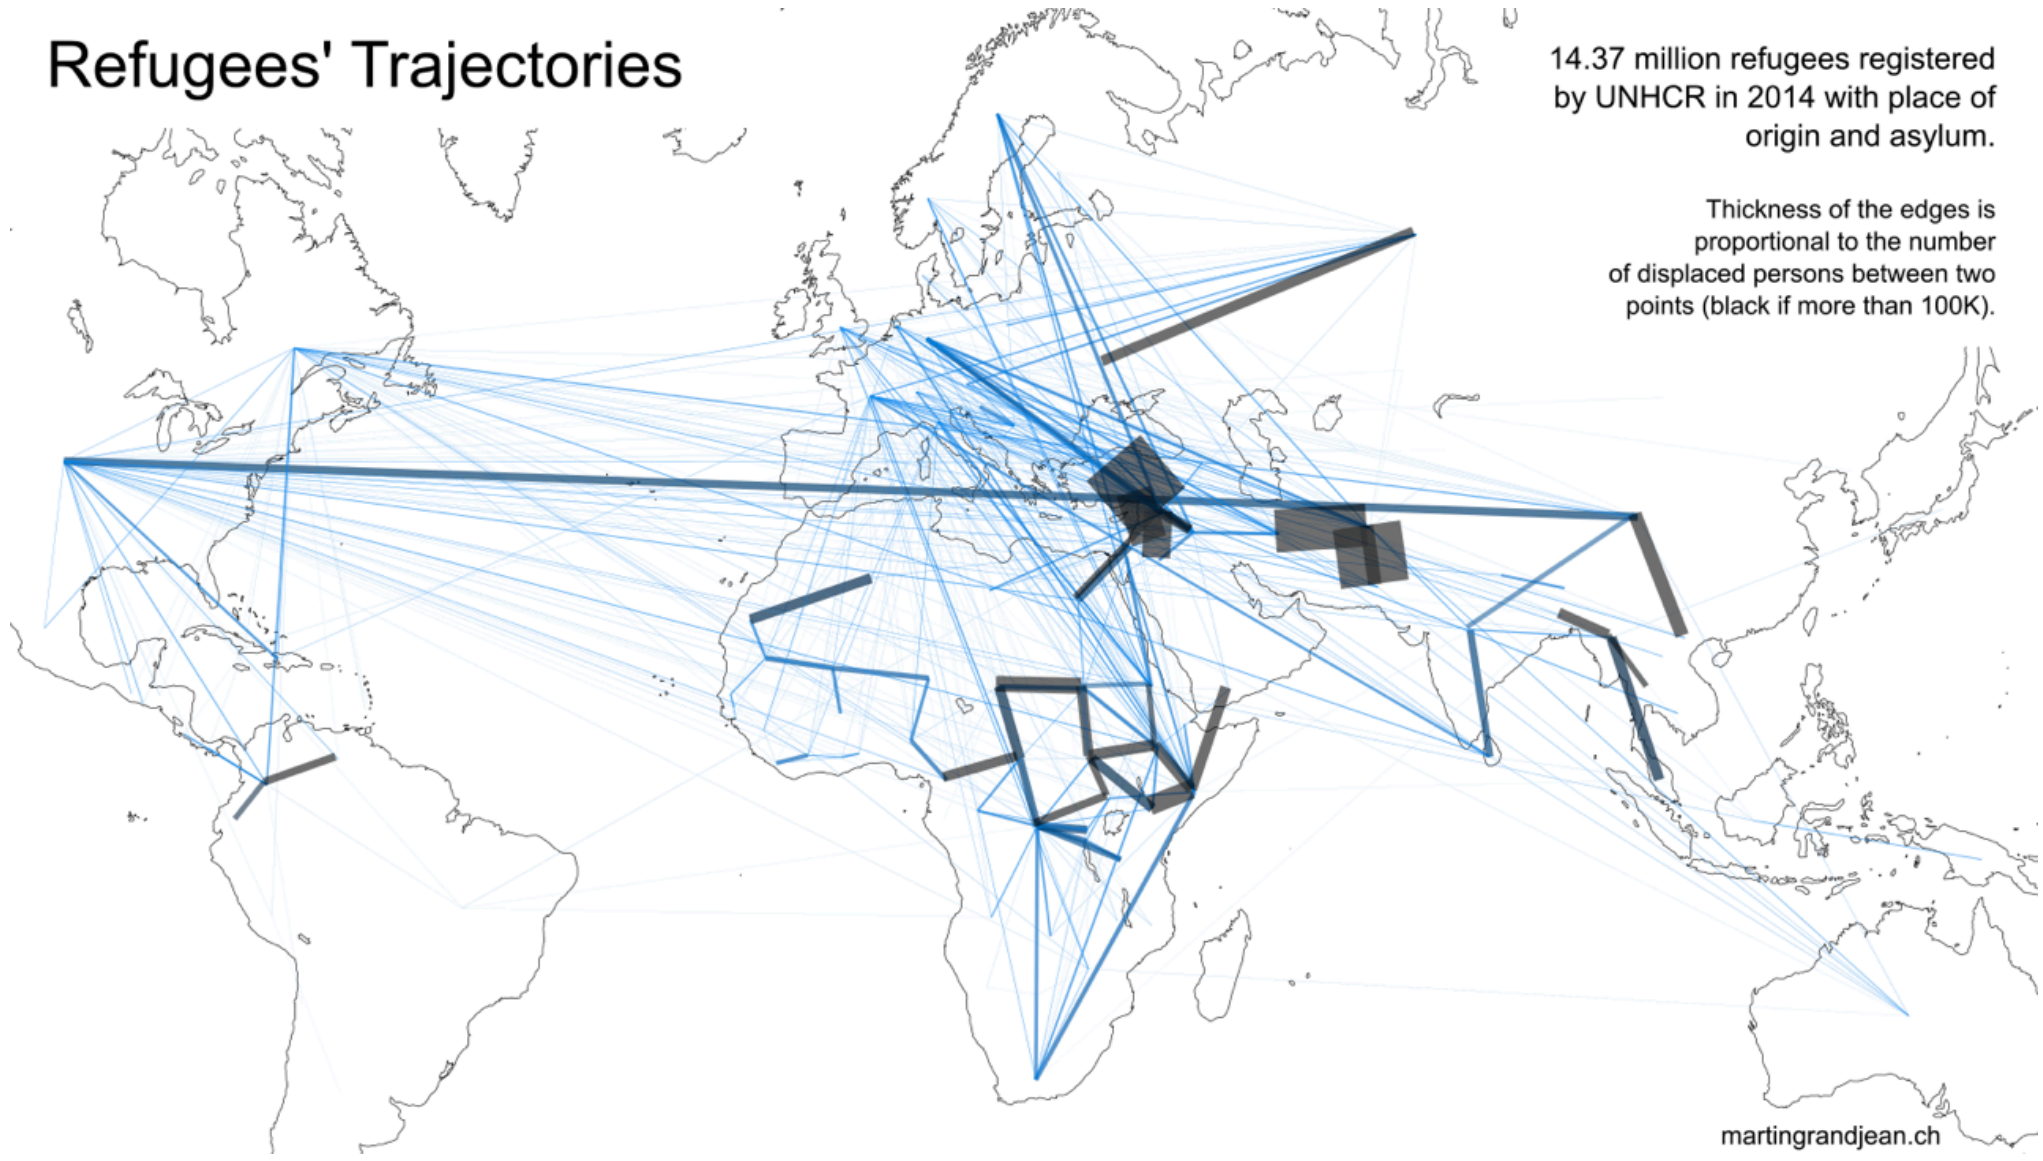 Refugees' Trajectories
14.37 million refugees registered
by UNHCR in 2014 with place of
origin and asylum.
Thickness of the edges is
proportional to the number
of displaced persons between two
points (black if more than 100K).
martingrandjean.ch